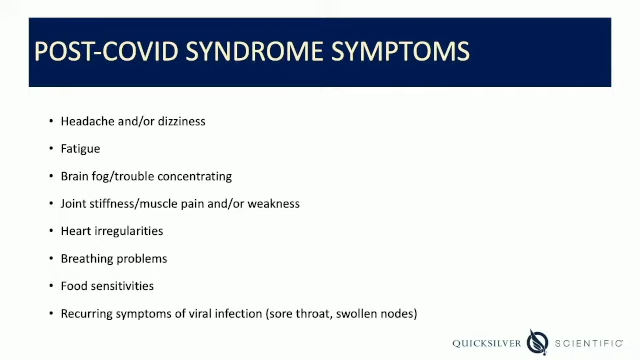 POST-COVID SYNDROME SYMPTOMS
• Headache and/or dizziness
• Fatigue
• Brain fog/trouble concentrating
• Joint stiffness/muscle pain and/or weakness
• Heart irregularities
• Breathing problems
• Food sensitivities
• Recurring symptoms of viral infection (sore throat, swollen nodes)
QUICKSILVER SCIENTIFIC